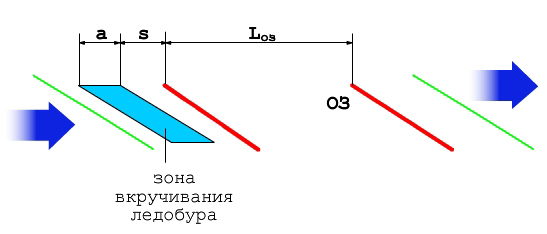 a s Lоз
ОЗ
зона
вкручивания
ледобура